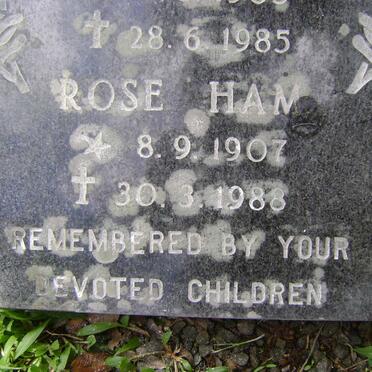 ✝ 28.6.1985
ROSE HAM
☆ 8.9.1907
✝ 30.3.1988
REMEMBERED BY YOUR
DEVOTED CHILDREN